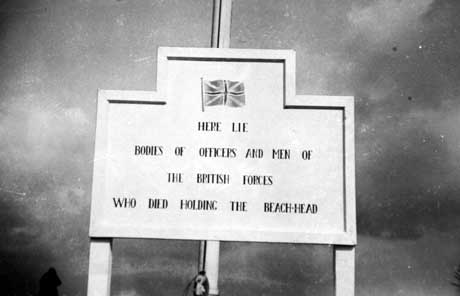 HERE LIE
BODIES OF OFFICERS AND MEN OF
THE BRITISH FORCES
WHO DIED HOLDING THE BEACH-HEAD